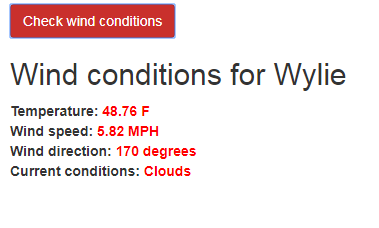 Check wind conditions
Wind conditions for Wylie
Temperature: 48.76 F
Wind speed: 5.82 MPH
Wind direction: 170 degrees
Current conditions: Clouds